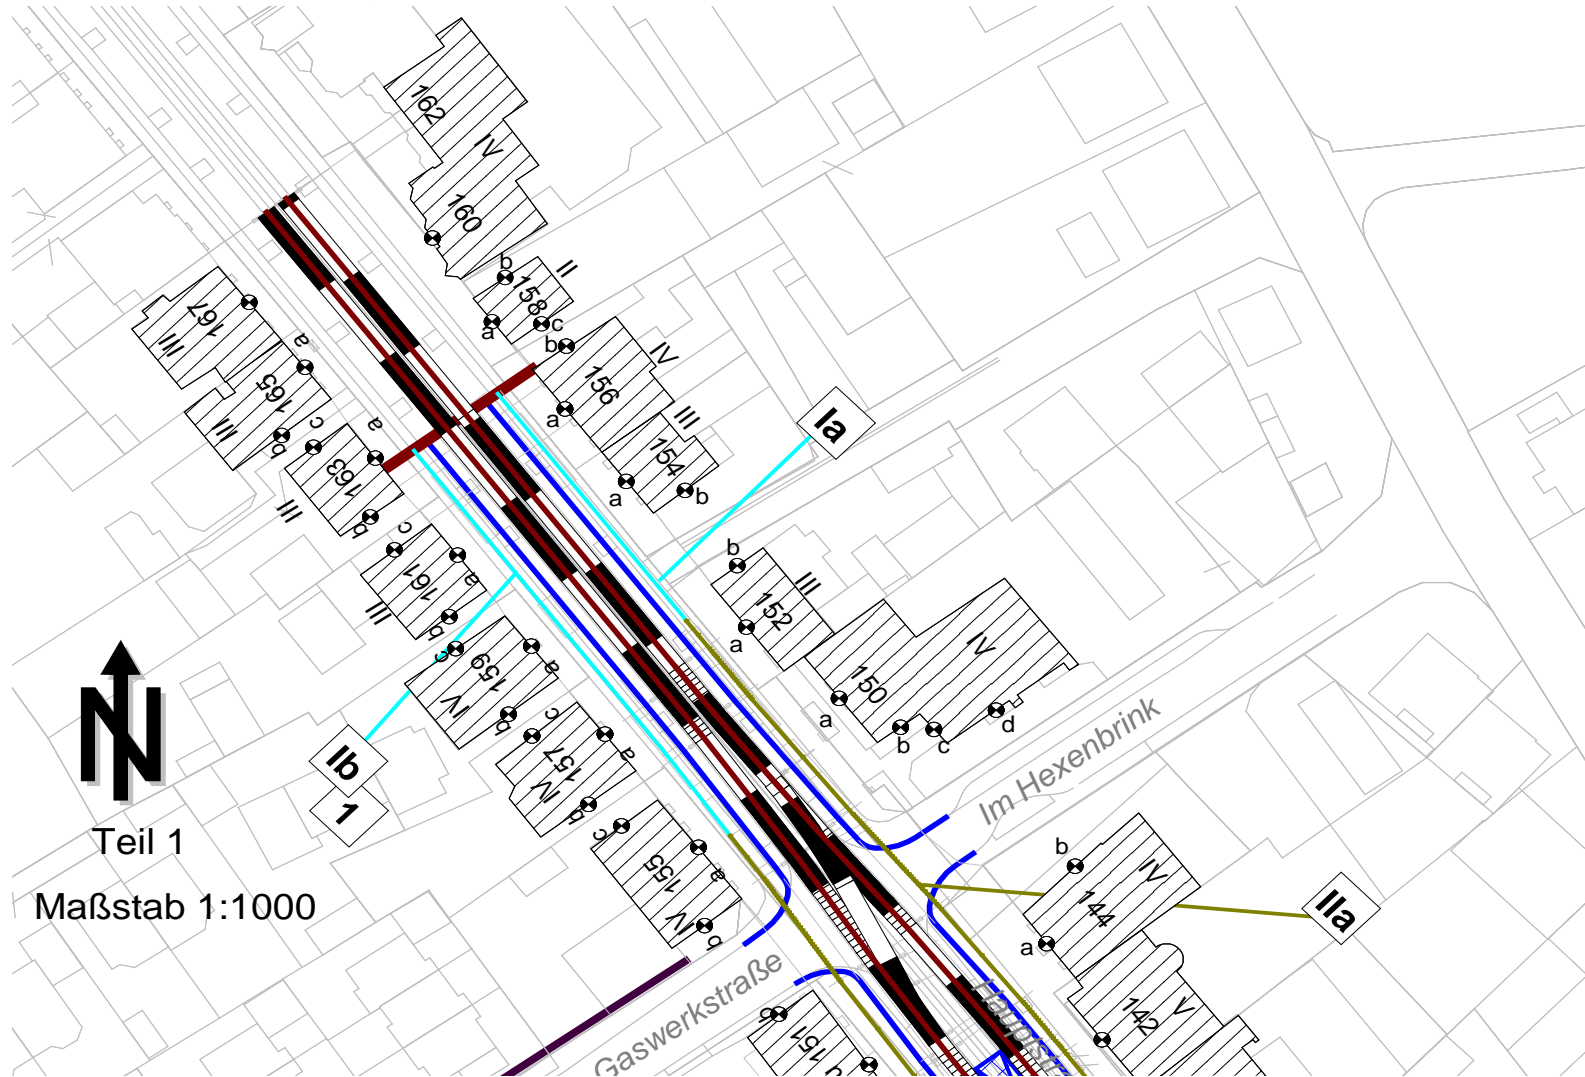 162
IV
160
b
II
158
a
c
b
IV
156
a
III
154
a
b
Ia
167
III
a
165
III
b
c
a
163
III
b
c
a
161
III
b
c
a
159
IV
b
c
a
157
IV
b
c
a
155
IV
b
b
III
152
a
IV
150
a
b
c
d
Im Hexenbrink
Ib
1
N
Teil 1
Maßstab 1:1000
b
IV
144
a
IIa
V
142
Gaswerkstraße
b
151